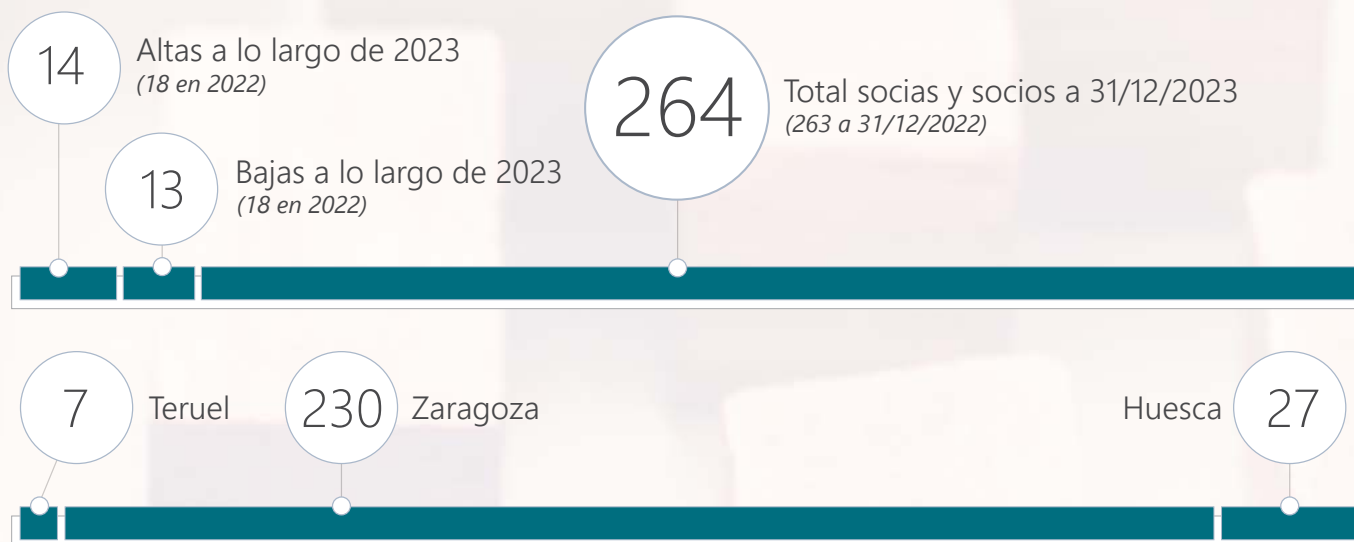 14
Altas a lo largo de 2023
(18 en 2022)
264
Total socias y socios a 31/12/2023
(263 a 31/12/2022)
13
Bajas a lo largo de 2023
(18 en 2022)
7
Teruel
230
Zaragoza
Huesca
27